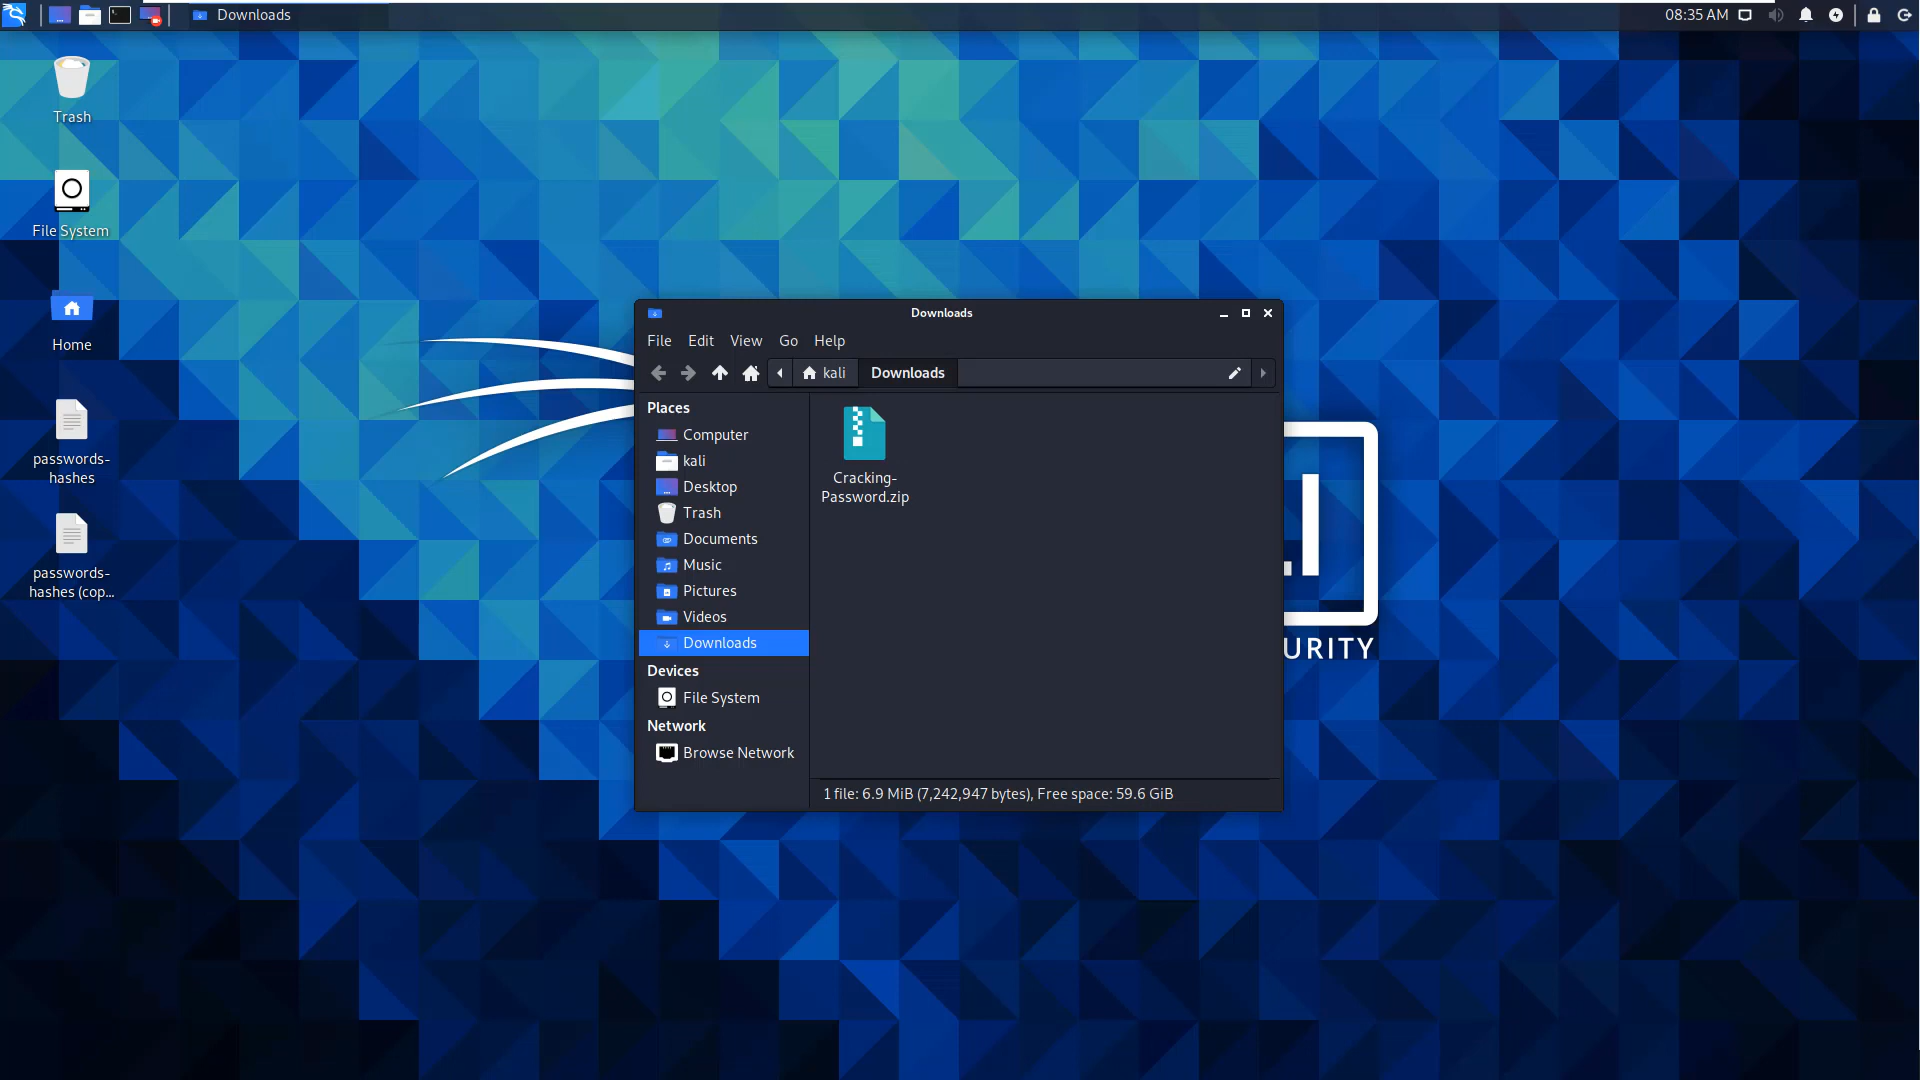 Downloads
08:35 AM
Trash
File System
Home
passwords-
hashes
passwords-
hashes (cop...
Downloads
File Edit View Go Help
kali Downloads
Places
Computer
kali
Desktop
Trash
Documents
Music
Pictures
Videos
Downloads
Devices
File System
Network
Browse Network
Cracking-
Password.zip
1 file: 6.9 MiB (7,242,947 bytes), Free space: 59.6 GiB
LI
URITY